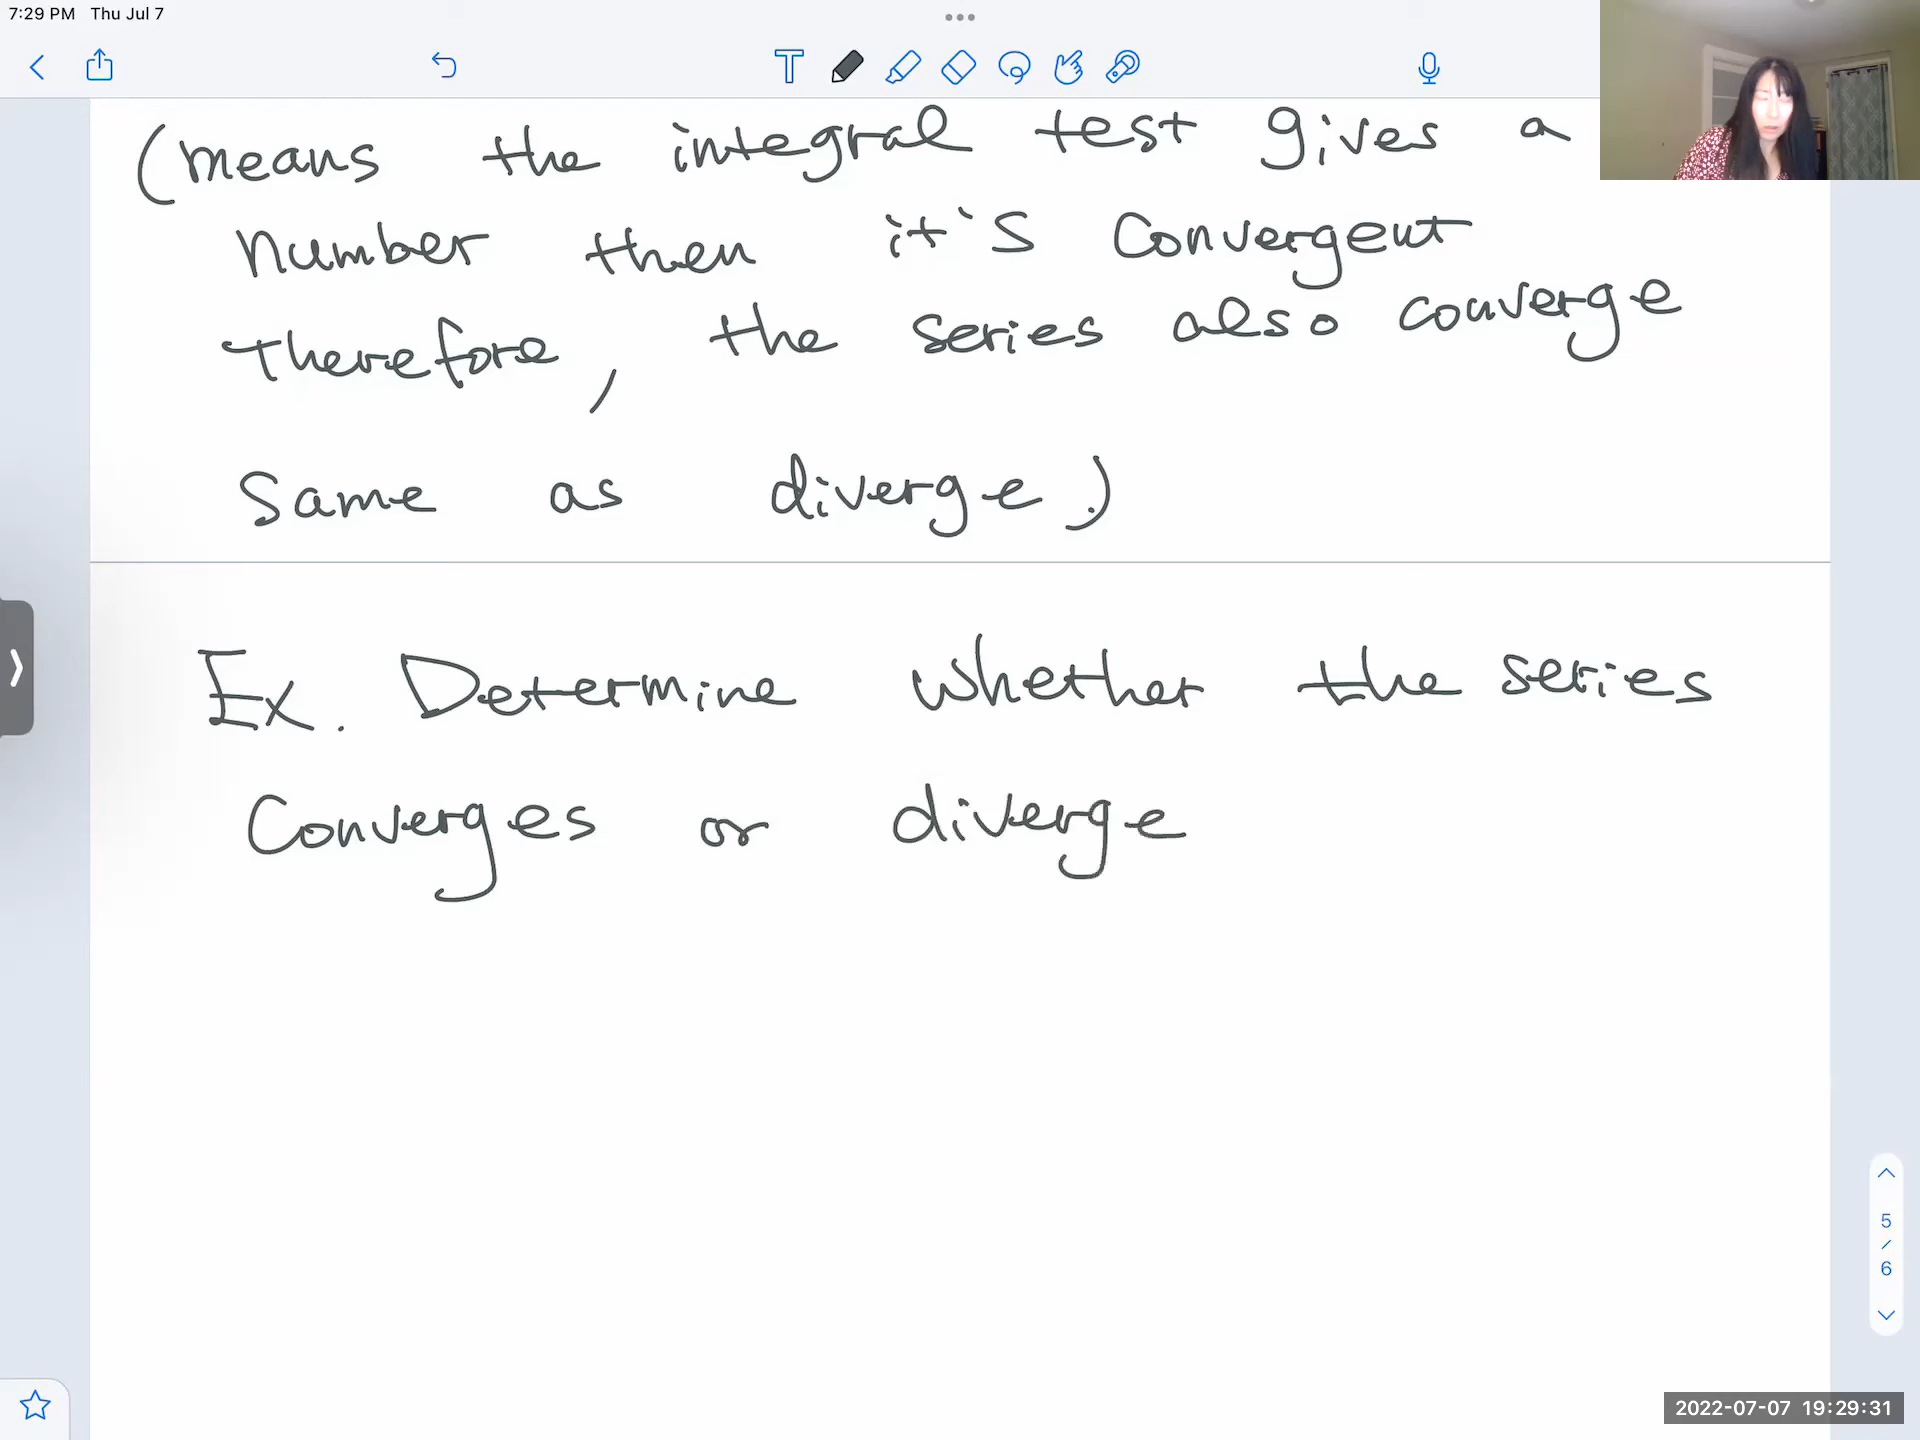 7:29 PM Thu Jul 7
T
(means the integral test gives a
number then it's convergent
Therefore, the series also converge
Same as diverge.)
Ex. Determine whether the series
Converges or diverge
5
/
6
2022-07-07 19:29:31